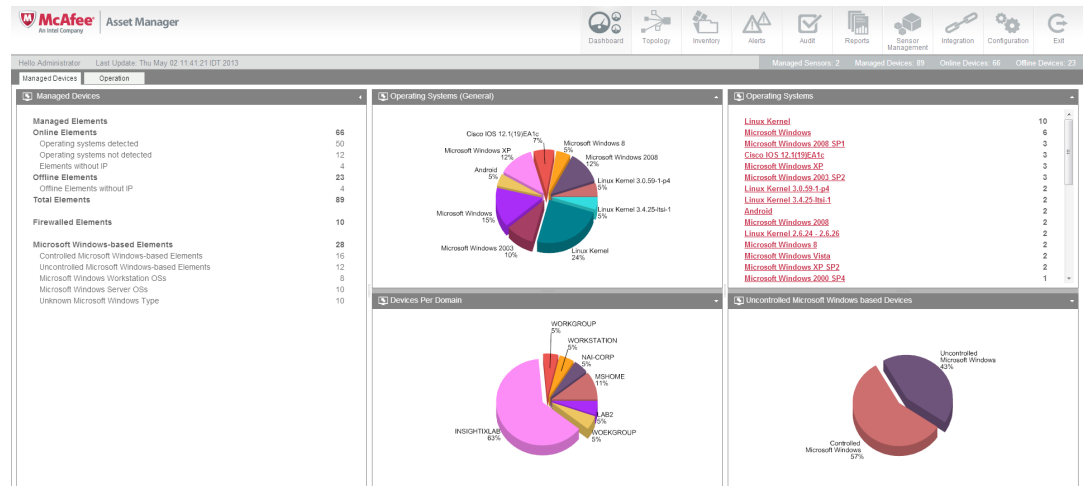 McAfee®
An Intel Company
Asset Manager
Dashboard
Topology
Inventory
Alerts
Audit
Reports
Sensor
Management
Integration
Configuration
Exit
Hello Administrator Last Update: Thu May 02 11:41:21 IDT 2013
Managed Sensors: 2 Managed Devices: 89 Online Devices: 66 Offline Devices: 23
Managed Devices Operation
Managed Devices
Managed Elements
Online Elements 66
Operating systems detected 50
Operating systems not detected 12
Elements without IP 4
Offline Elements 23
Offline Elements without IP 4
Total Elements 89
Firewalled Elements 10
Microsoft Windows-based Elements 28
Controlled Microsoft Windows-based Elements 16
Uncontrolled Microsoft Windows-based Elements 12
Microsoft Windows Workstation OSs 8
Microsoft Windows Server OSs 10
Unknown Microsoft Windows Type 10
Operating Systems (General)
Cisco IOS 12.1(19)EA1c
7%
Microsoft Windows 8
5%
Microsoft Windows XP
12%
Microsoft Windows 2008
12%
Android
5%
Linux Kernel 3.0.59-1-p4
5%
Microsoft Windows
15%
Linux Kernel 3.4.25-ltsi-1
5%
Microsoft Windows 2003
10%
Linux Kernel
24%
Operating Systems
Linux Kernel 10
Microsoft Windows 6
Microsoft Windows 2008 SP1 3
Cisco IOS 12.1(19)EA1c 3
Microsoft Windows XP 3
Microsoft Windows 2003 SP2 3
Linux Kernel 3.0.59-1-p4 2
Linux Kernel 3.4.25-ltsi-1 2
Android 2
Microsoft Windows 2008 2
Linux Kernel 2.6.24 - 2.6.26 2
Microsoft Windows 8 2
Microsoft Windows Vista 2
Microsoft Windows XP SP2 2
Microsoft Windows 2000 SP4 1
Devices Per Domain
WORKGROUP
5%
WORKSTATION
5%
NAI-CORP
5%
MSHOME
11%
LAB2
5%
WOEKGROUP
5%
INSIGHTIXLAB
63%
Uncontrolled Microsoft Windows based Devices
Uncontrolled
Microsoft Windows
43%
Controlled
Microsoft Windows
57%